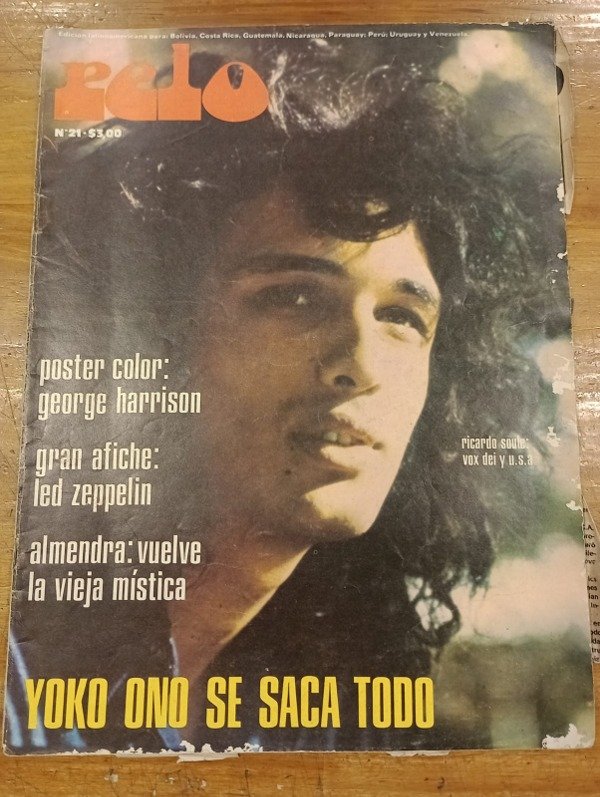 Edición latinoamericana para: Bolivia, Costa Rica, Guatemala, Nicaragua, Paraguay; Perú; Uruguay y Venezuela.
pelo
N°21-$3,00
poster color:
george harrison
gran afiche:
led zeppelin
ricardo soulé:
vox dei y u.s.a
almendra: vuelve
la vieja mística
YOKO ONO SE SACA TODO